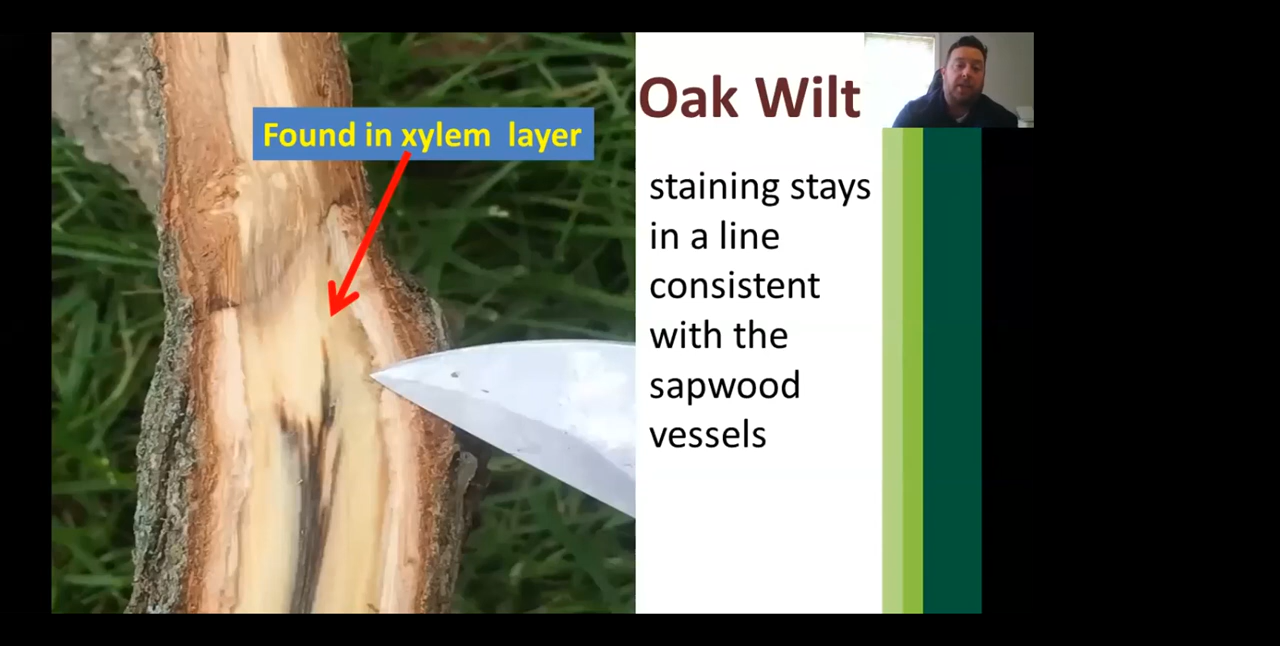 Found in xylem layer
Oak Wilt
staining stays
in a line
consistent
with the
sapwood
vessels